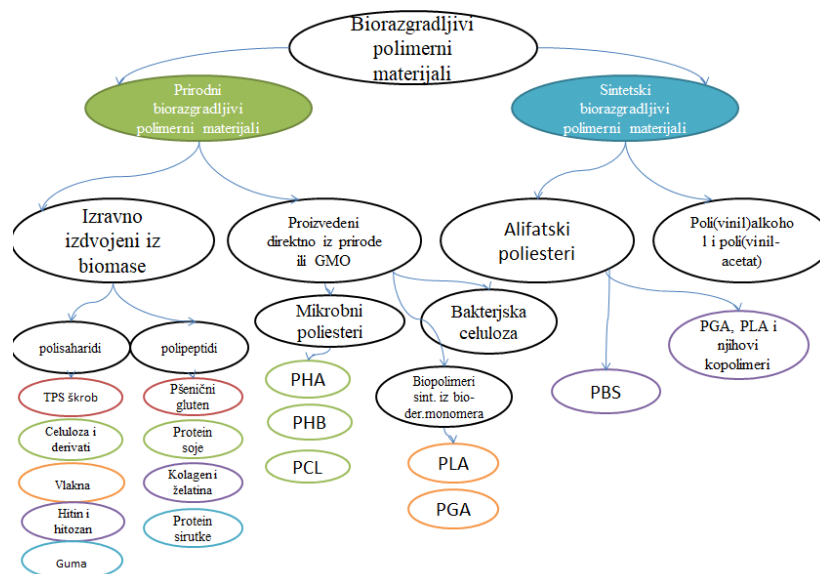 Biorazgradljivi
polimerni
materijali
Prirodni
biorazgradljivi
polimerni materijali
Sintetski
biorazgradljivi
polimerni materijali
Izravno
izdvojeni iz
biomase
Proizvedeni
direktno iz prirode
ili GMO
Alifatski
poliesteri
Poli(vinil)alkoho
l i poli(vinil-
acetat)
Mikrobni
poliesteri
Bakterjska
celuloza
PGA, PLA i
njihovi
kopolimeri
polisaharidi
polipeptidi
PHA
PHB
PCL
Biopolimeri
sint. iz bio-
der.monomera
PBS
TPS škrob
Celuloza i
derivati
Vlakna
Hitin i
hitozan
Guma
Pšenični
gluten
Protein
soje
Kolagen i
želatina
Protein
sirutke
PLA
PGA